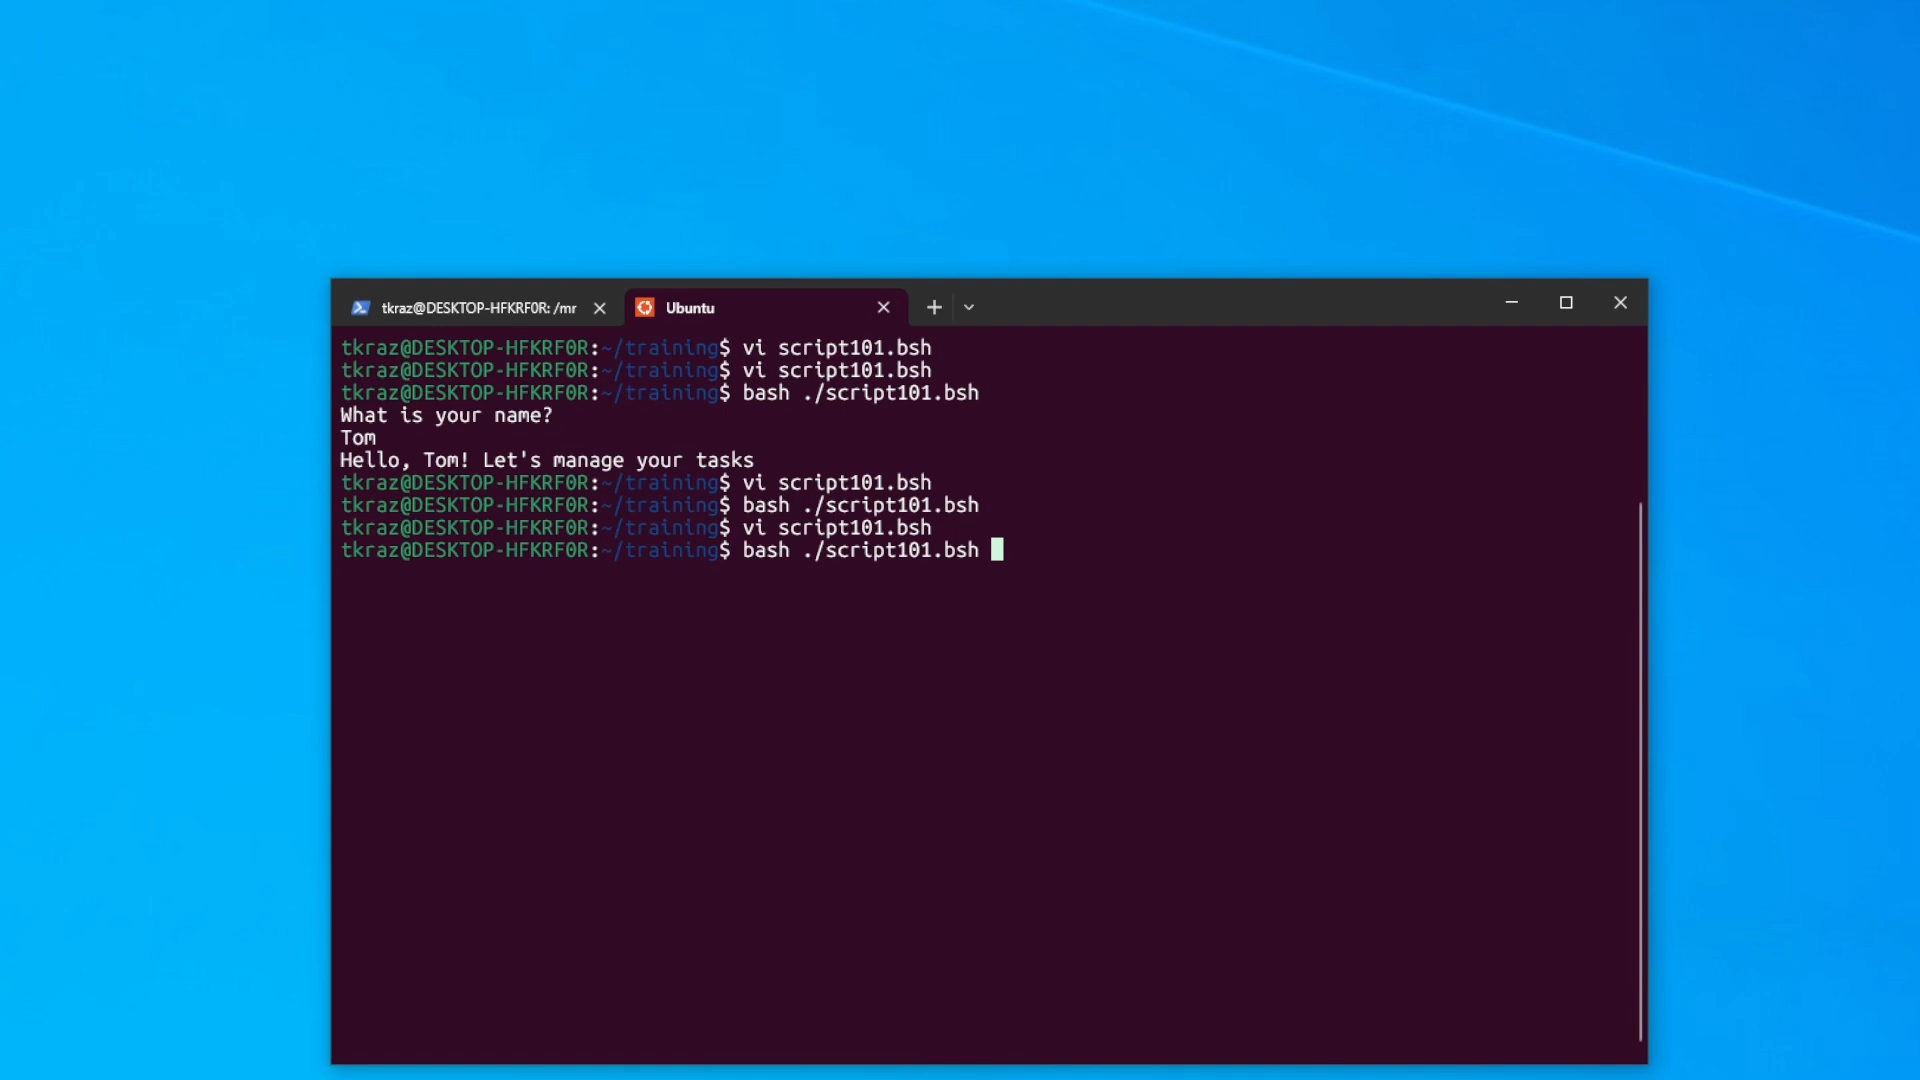 tkraz@DESKTOP-HFKRF0R: /mr
Ubuntu
tkraz@DESKTOP-HFKRF0R:~/training$ vi script101.bsh
tkraz@DESKTOP-HFKRF0R:~/training$ vi script101.bsh
tkraz@DESKTOP-HFKRF0R:~/training$ bash ./script101.bsh
What is your name?
Tom
Hello, Tom! Let's manage your tasks
tkraz@DESKTOP-HFKRF0R:~/training$ vi script101.bsh
tkraz@DESKTOP-HFKRF0R:~/training$ bash ./script101.bsh
tkraz@DESKTOP-HFKRF0R:~/training$ vi script101.bsh
tkraz@DESKTOP-HFKRF0R:~/training$ bash ./script101.bsh